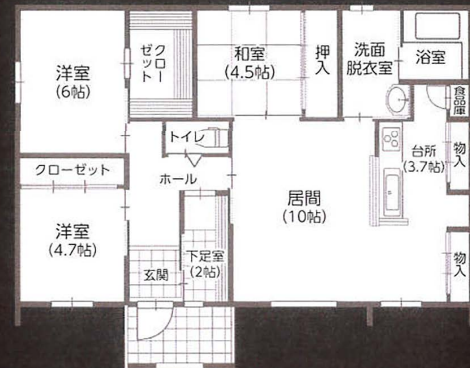 洋室
(6帖)
クロー
ゼット
和室
(4.5帖)
押入
洗面
脱衣室
浴室
食品庫
トイレ
台所
(3.7帖)
物入
クローゼット
ホール
居間
(10帖)
洋室
(4.7帖)
玄関
下足室
(2帖)
物入